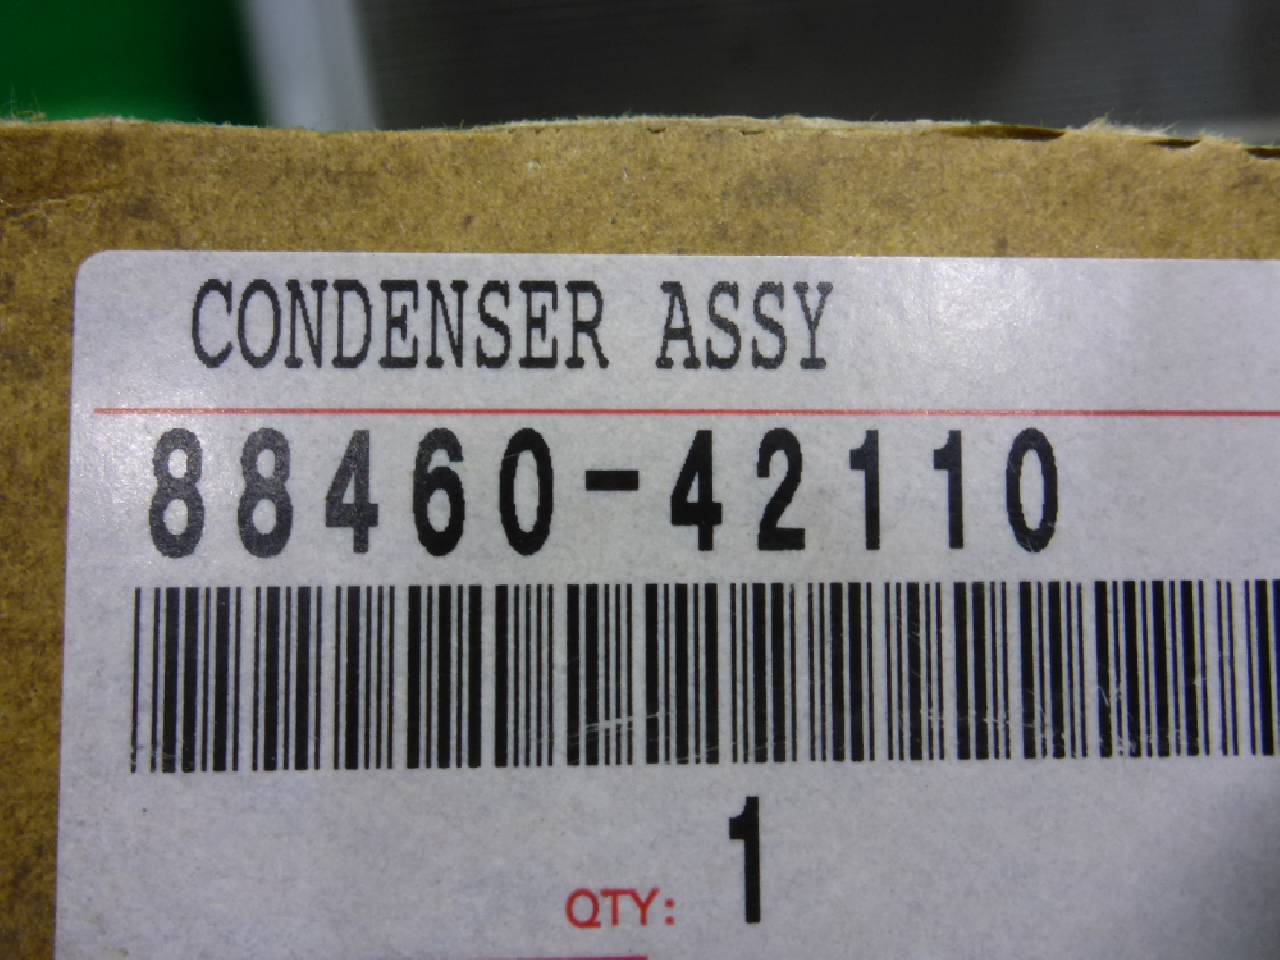 CONDENSER ASSY
88460-42110
1
QTY: